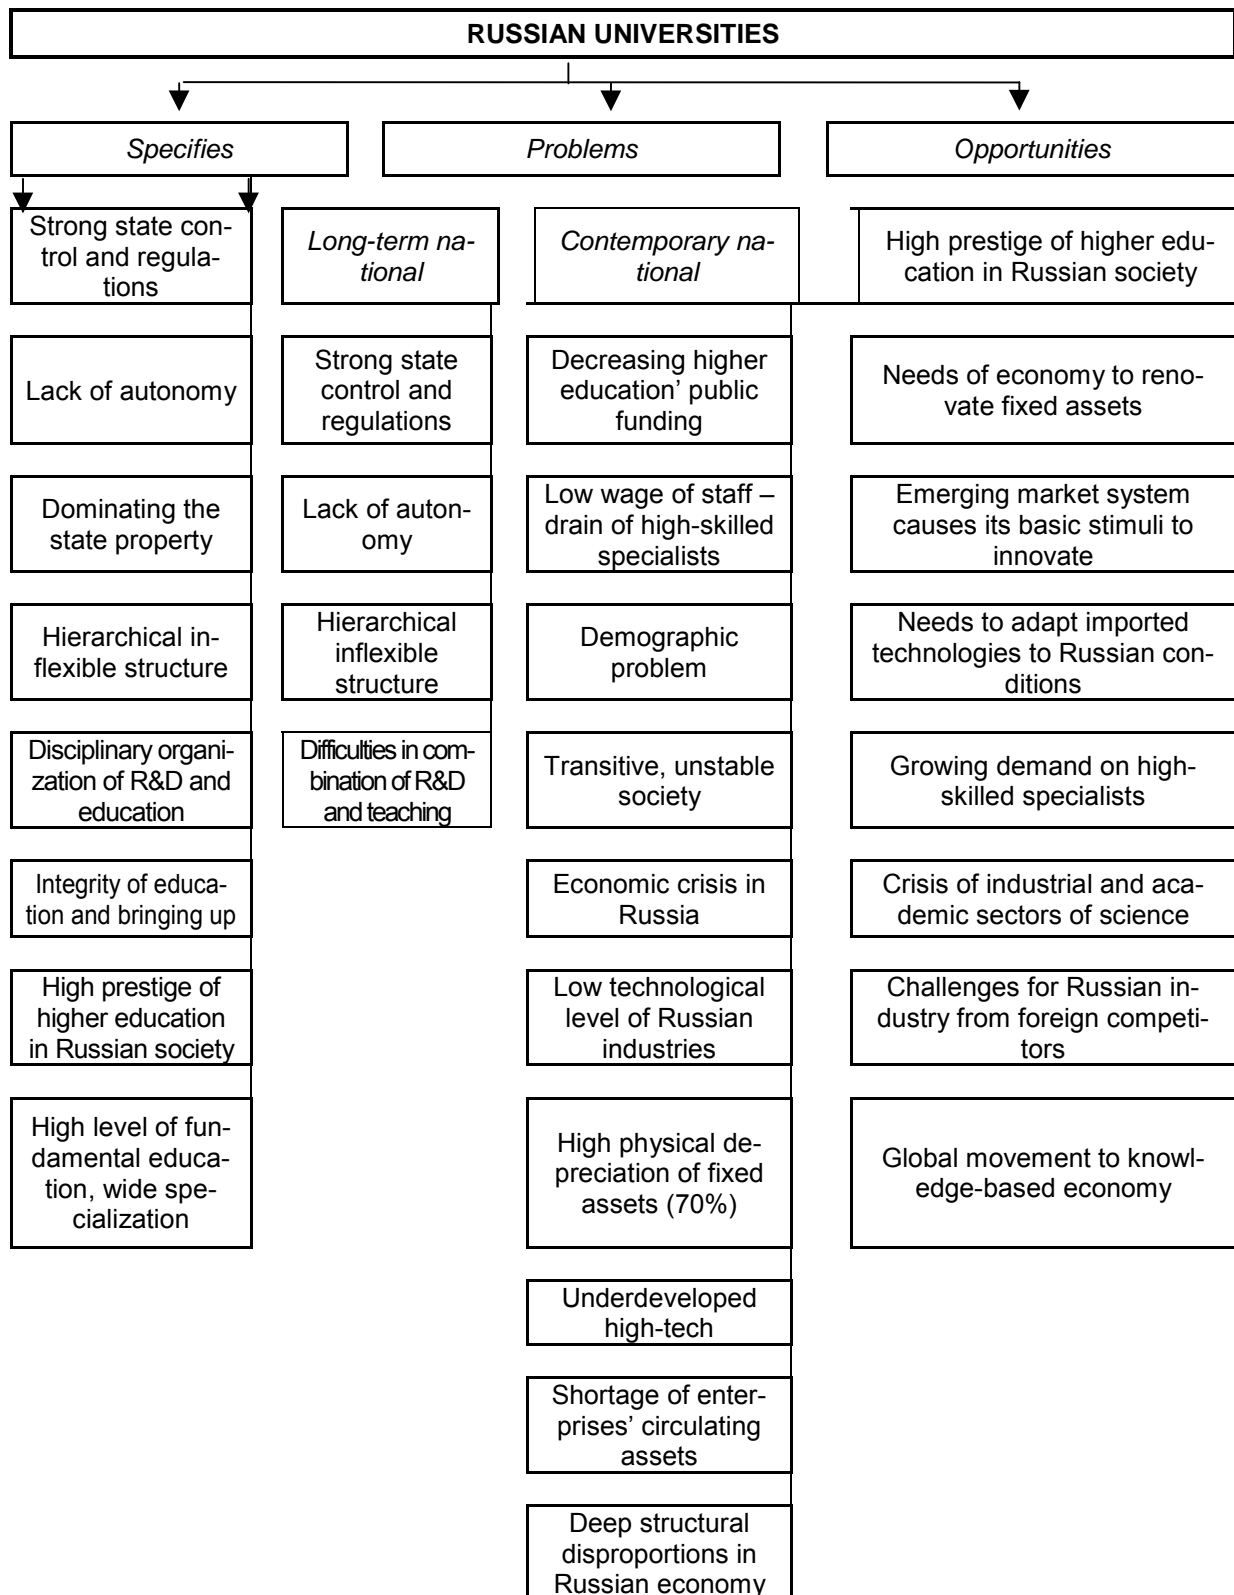 RUSSIAN UNIVERSITIES
Specifies
Problems
Opportunities
Strong state con-
trol and regula-
tions
Lack of autonomy
Dominating the
state property
Hierarchical in-
flexible structure
Disciplinary organi-
zation of R&D and
education
Integrity of educa-
tion and bringing up
High prestige of
higher education
in Russian society
High level of fun-
damental educa-
tion, wide spe-
cialization
Long-term na-
tional
Strong state
control and
regulations
Lack of auton-
omy
Hierarchical
inflexible
structure
Difficulties in com-
bination of R&D
and teaching
Contemporary na-
tional
Decreasing higher
education’ public
funding
Low wage of staff –
drain of high-skilled
specialists
Demographic
problem
Transitive, unstable
society
Economic crisis in
Russia
Low technological
level of Russian
industries
High physical de-
preciation of fixed
assets (70%)
Underdeveloped
high-tech
Shortage of enter-
prises’ circulating
assets
Deep structural
disproportions in
Russian economy
High prestige of higher edu-
cation in Russian society
Needs of economy to reno-
vate fixed assets
Emerging market system
causes its basic stimuli to
innovate
Needs to adapt imported
technologies to Russian con-
ditions
Growing demand on high-
skilled specialists
Crisis of industrial and aca-
demic sectors of science
Challenges for Russian in-
dustry from foreign competi-
tors
Global movement to knowl-
edge-based economy